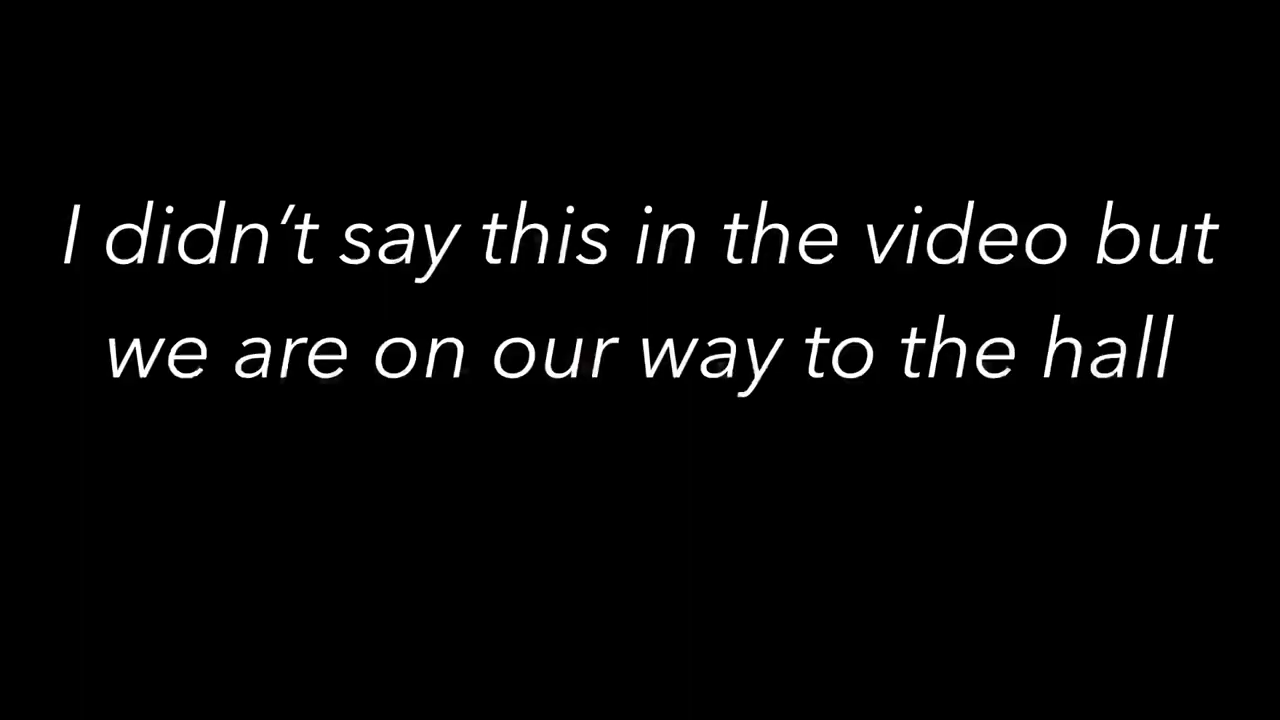 I didn’t say this in the video but
we are on our way to the hall